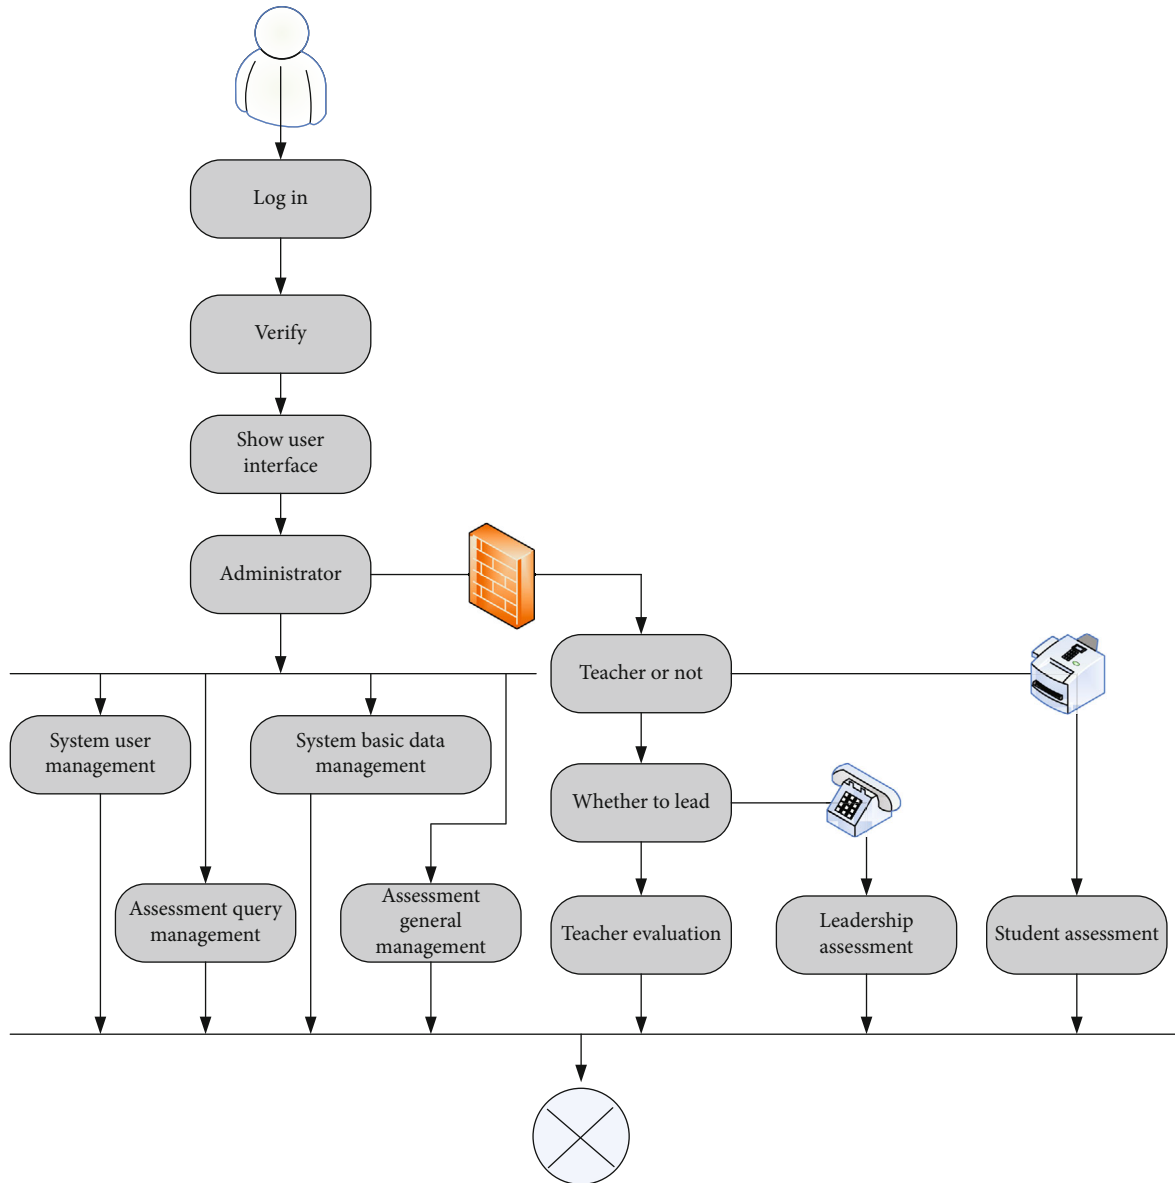 Log in
Verify
Show user
interface
Administrator
Teacher or not
System user
management
System basic data
management
Whether to lead
Assessment query
management
Assessment
general
management
Teacher evaluation
Leadership
assessment
Student assessment